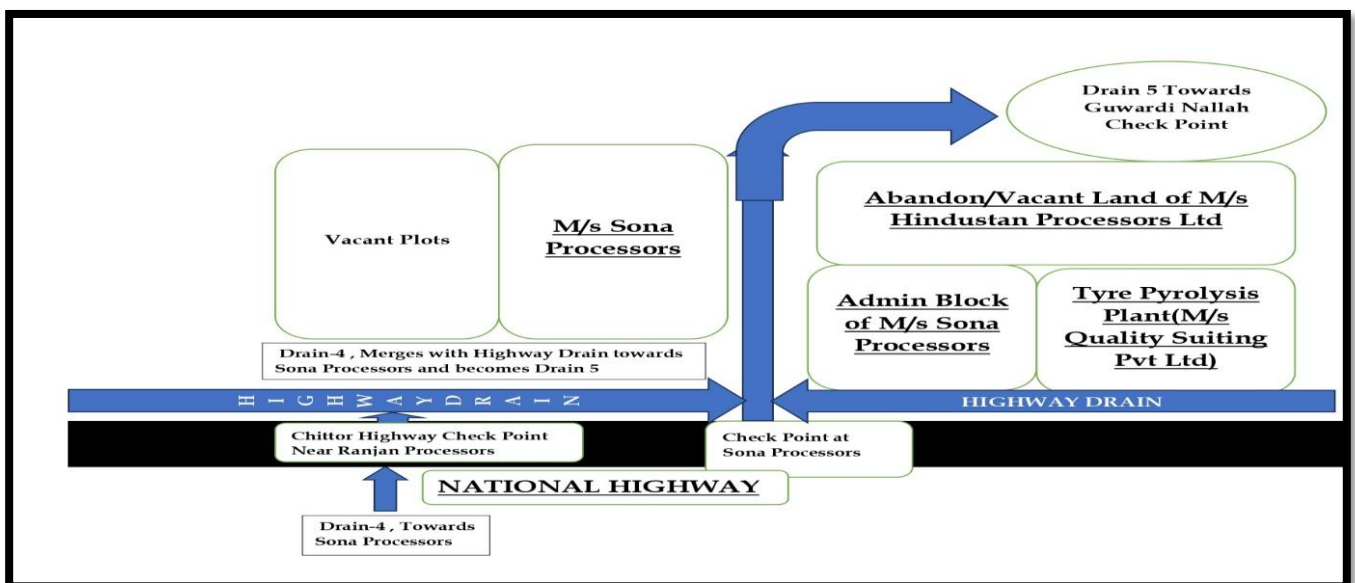 Drain 5 Towards
Guwardi Nallah
Check Point
Vacant Plots
M/s Sona
Processors
Abandon/Vacant Land of M/s
Hindustan Processors Ltd
Admin Block
of M/s Sona
Processors
Tyre Pyrolysis
Plant(M/s
Quality Suiting
Pvt Ltd)
Drain-4 , Merges with Highway Drain towards
Sona Processors and becomes Drain 5
HIGHWAY DRAIN
HIGHWAY DRAIN
Chittor Highway Check Point
Near Ranjan Processors
Check Point at
Sona Processors
NATIONAL HIGHWAY
Drain-4 , Towards
Sona Processors